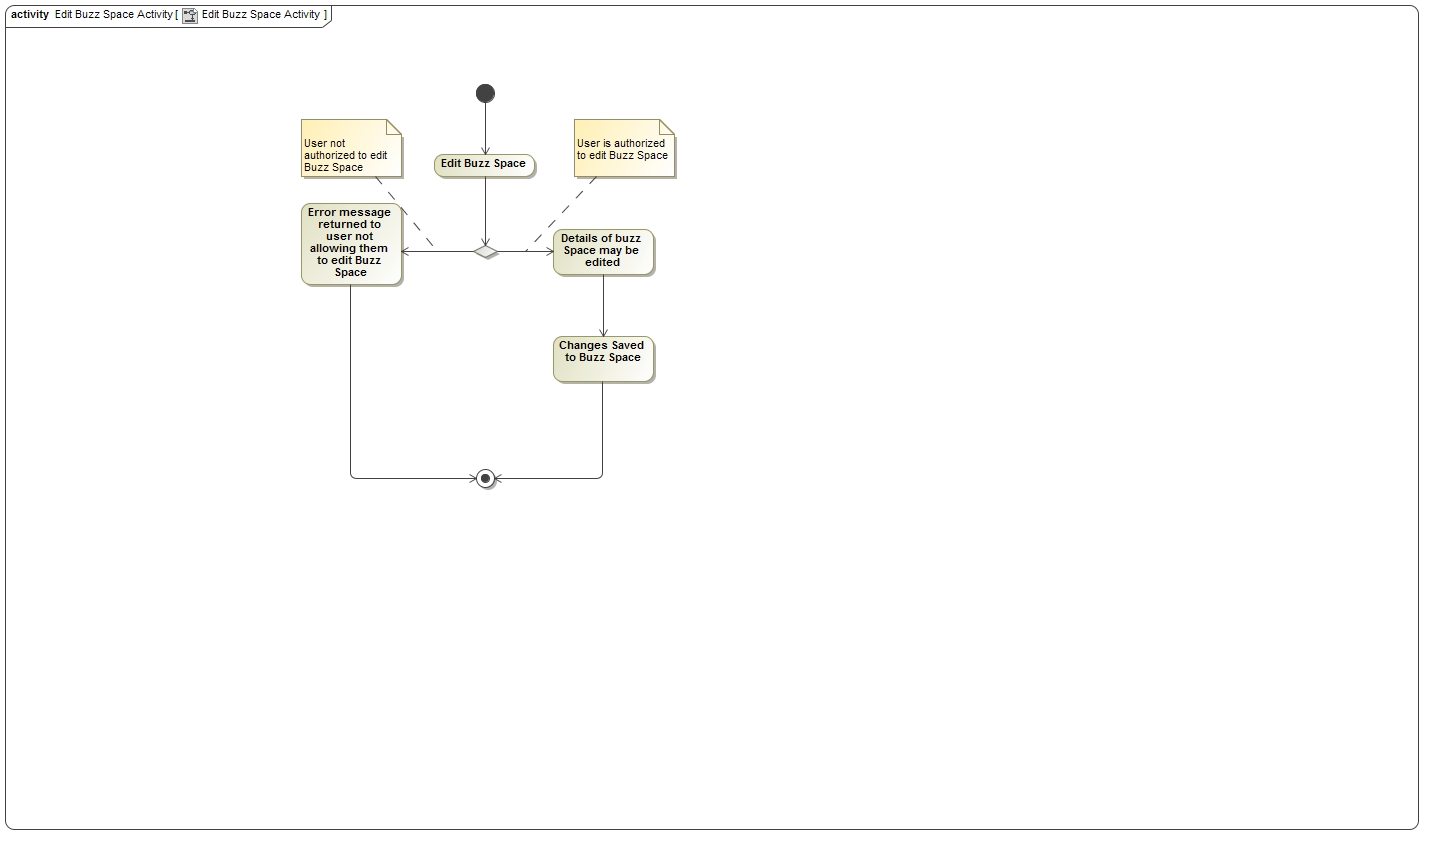 activity Edit Buzz Space Activity [ Edit Buzz Space Activity ]
User not
authorized to edit
Buzz Space
Edit Buzz Space
User is authorized
to edit Buzz Space
Error message
returned to
user not
allowing them
to edit Buzz
Space
Details of buzz
Space may be
edited
Changes Saved
to Buzz Space